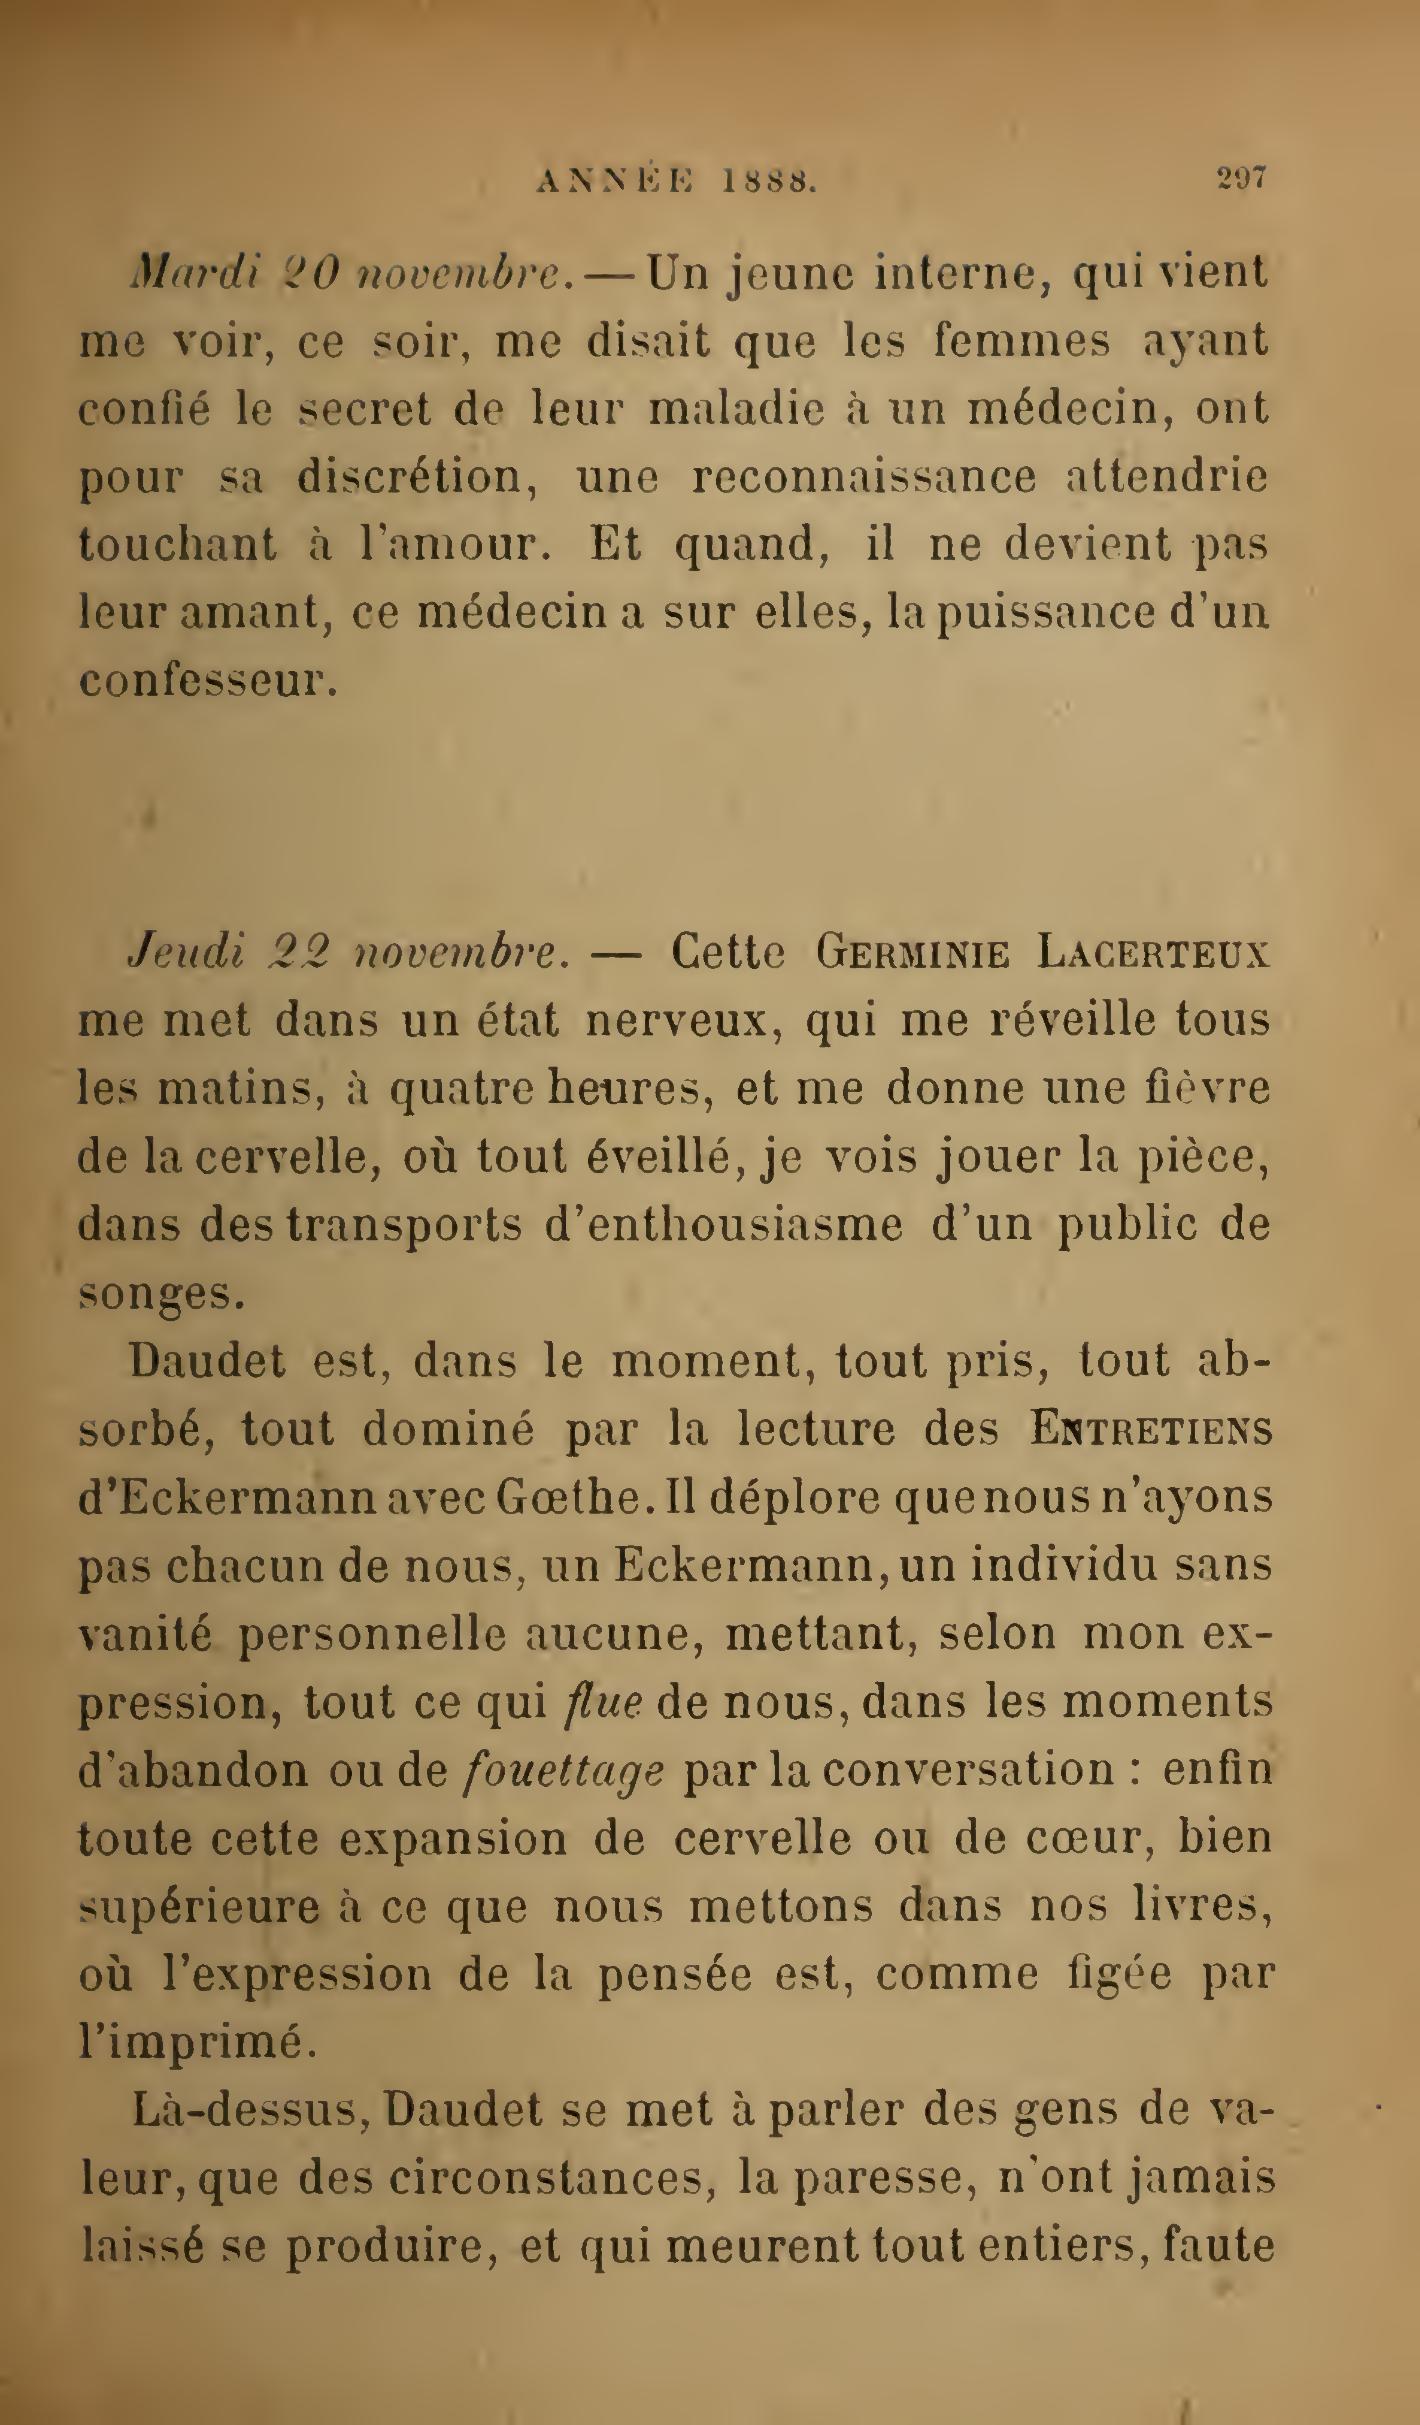 ANNÉE 1888. 297
Mardi 20 novembre. — Un jeune interne, qui vient
me voir, ce soir, me disait que les femmes ayant
confié le secret de leur maladie à un médecin, ont
pour sa discrétion, une reconnaissance attendrie
touchant à l'amour. Et quand, il ne devient pas
leur amant, ce médecin a sur elles, la puissance d'un
confesseur.
Jeudi 22 novembre. — Cette GERMINIE LACERTEUX
me met dans un état nerveux, qui me réveille tous
les matins, à quatre heures, et me donne une fièvre
de la cervelle, où tout éveillé, je vois jouer la pièce,
dans des transports d'enthousiasme d'un public de
songes.
Daudet est, dans le moment, tout pris, tout ab-
sorbé, tout dominé par la lecture des ENTRETIENS
d'Eckermann avec Gœthe. Il déplore que nous n'ayons
pas chacun de nous, un Eckermann, un individu sans
vanité personnelle aucune, mettant, selon mon ex-
pression, tout ce qui flue de nous, dans les moments
d'abandon ou de fouettage par la conversation : enfin
toute cette expansion de cervelle ou de cœur, bien
supérieure à ce que nous mettons dans nos livres,
où l'expression de la pensée est, comme figée par
l'imprimé.
Là-dessus, Daudet se met à parler des gens de va-
leur, que des circonstances, la paresse, n'ont jamais
laissé se produire, et qui meurent tout entiers, faute